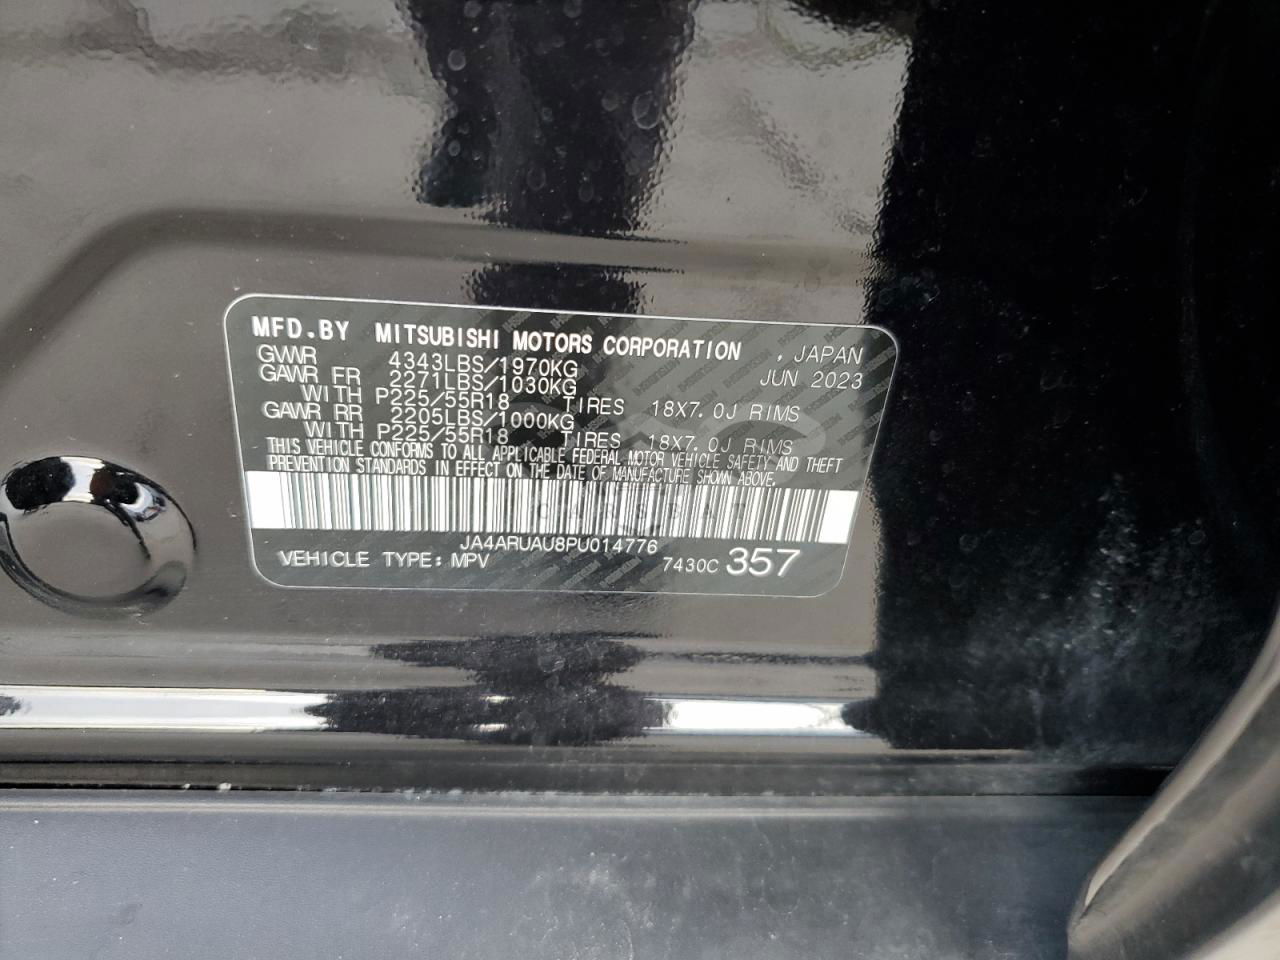 MFD.BY MITSUBISHI MOTORS CORPORATION , JAPAN
GVWR 4343LBS/1970KG JUN 2023
GAWR FR 2271LBS/1030KG
WITH P225/55R18 TIRES 18X7.0J RIMS
GAWR RR 2205LBS/1000KG
WITH P225/55R18 TIRES 18X7.0J RIMS
THIS VEHICLE CONFORMS TO ALL APPLICABLE FEDERAL MOTOR VEHICLE SAFETY AND THEFT
PREVENTION STANDARDS IN EFFECT ON THE DATE OF MANUFACTURE SHOWN ABOVE.
JA4ARUAU8PU014776
VEHICLE TYPE: MPV 7430C 357